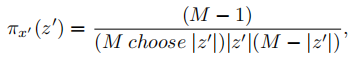 π_{x′}(z′) = (M − 1) / ((M choose |z′|)|z′|(M − |z′|)),